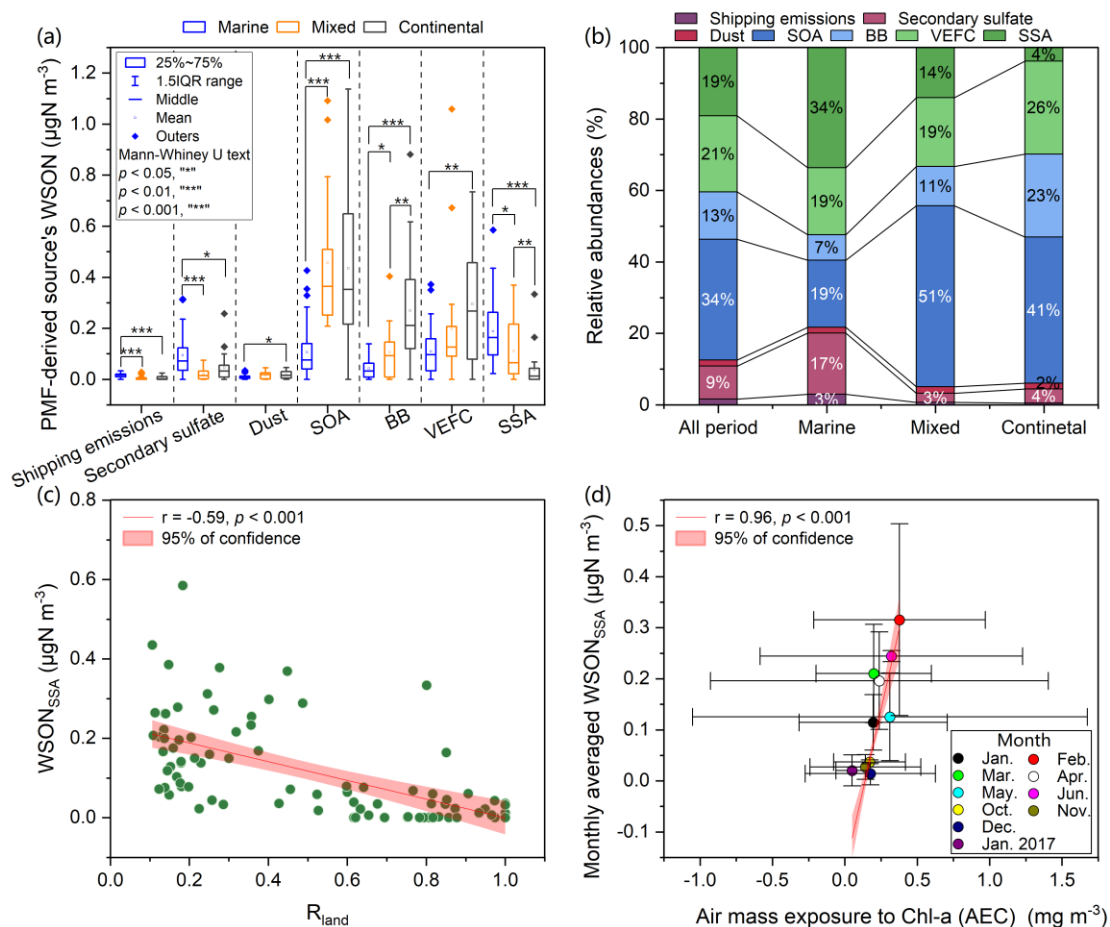 (a)
Marine Mixed Continental
PMF-derived source's WSON (µgN m⁻³)
1.2
1.0
0.8
0.6
0.4
0.2
0.0
25%~75%
1.5IQR range
Middle
Mean
Outers
Mann-Whiney U text
p < 0.05, "*"
p < 0.01, "**"
p < 0.001, "**"
*** *** *** * * *** *** * *** ** ** * *** **
Shipping emissions Secondary sulfate Dust SOA BB VEFC SSA
(b)
Shipping emissions Secondary sulfate
Dust SOA BB VEFC SSA
Relative abundances (%)
100
80
60
40
20
0
19% 34% 14% 4%
21% 19% 19% 26%
13% 7% 11% 23%
34% 19% 51% 41%
2%
9% 17% 3% 4%
3%
All period Marine Mixed Continetal
(c)
r = -0.59, p < 0.001
95% of confidence
WSON_SSA (µgN m⁻³)
0.8
0.6
0.4
0.2
0.0
0.0 0.2 0.4 0.6 0.8 1.0
R_land
(d)
r = 0.96, p < 0.001
95% of confidence
Monthly averaged WSON_SSA (µgN m⁻³)
0.5
0.4
0.3
0.2
0.1
0.0
-0.1
Month
Jan. Feb.
Mar. Apr.
May. Jun.
Oct. Nov.
Dec.
Jan. 2017
-1.0 -0.5 0.0 0.5 1.0 1.5
Air mass exposure to Chl-a (AEC) (mg m⁻³)